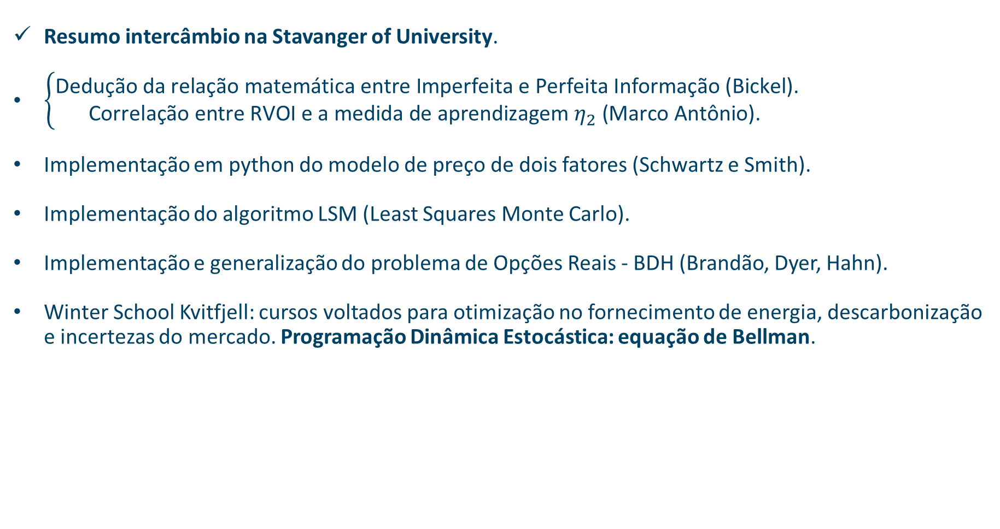 ✓ Resumo intercâmbio na Stavanger of University.
• Dedução da relação matemática entre Imperfeita e Perfeita Informação (Bickel).
Correlação entre RVOI e a medida de aprendizagem η₂ (Marco Antônio).
• Implementação em python do modelo de preço de dois fatores (Schwartz e Smith).
• Implementação do algoritmo LSM (Least Squares Monte Carlo).
• Implementação e generalização do problema de Opções Reais - BDH (Brandão, Dyer, Hahn).
• Winter School Kvitfjell: cursos voltados para otimização no fornecimento de energia, descarbonização
e incertezas do mercado. Programação Dinâmica Estocástica: equação de Bellman.